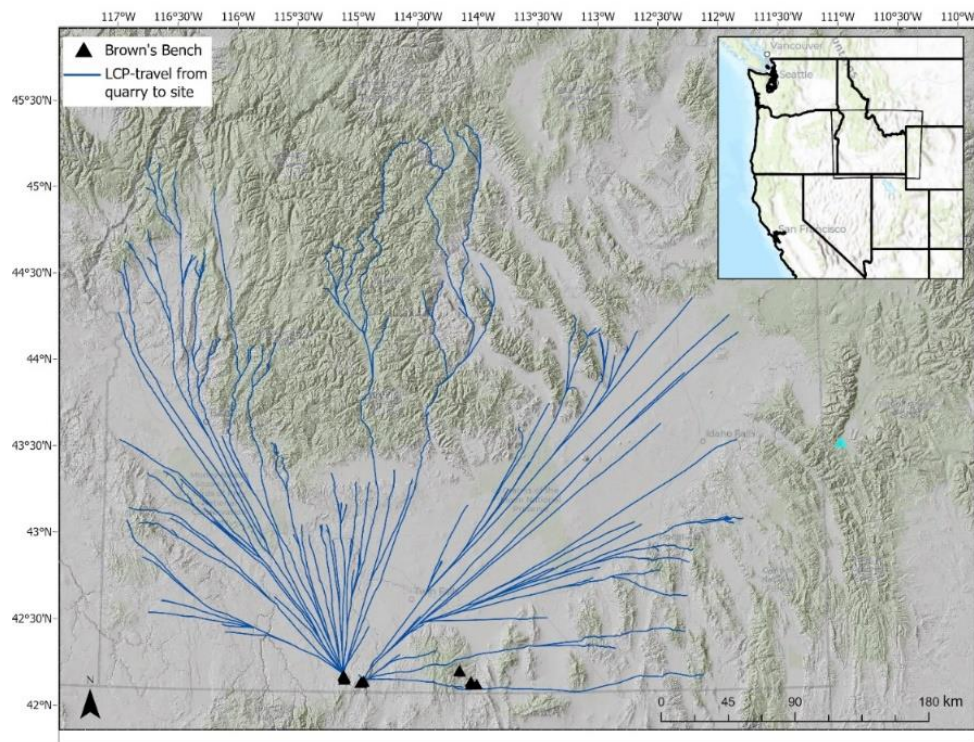 117°W 116°30'W 116°W 115°30'W 115°W 114°30'W 114°W 113°30'W 113°W 112°30'W 112°W 111°30'W 111°W 110°30'W 110°W
Brown's Bench
LCP-travel from
quarry to site
Vancouver
Seattle
San Francisco
45°30'N
45°N
44°30'N
44°N
43°30'N
Idaho Falls
43°N
42°30'N
42°N
N
0 45 90 180 km